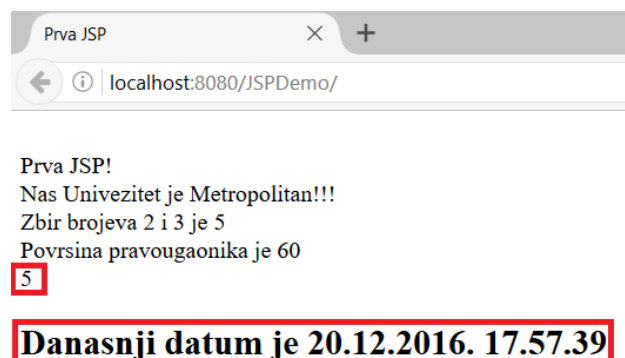 Prva JSP
localhost:8080/JSPDemo/
Prva JSP!
Nas Univezitet je Metropolitan!!!
Zbir brojeva 2 i 3 je 5
Povrsina pravougaonika je 60
5
Danasnji datum je 20.12.2016. 17.57.39